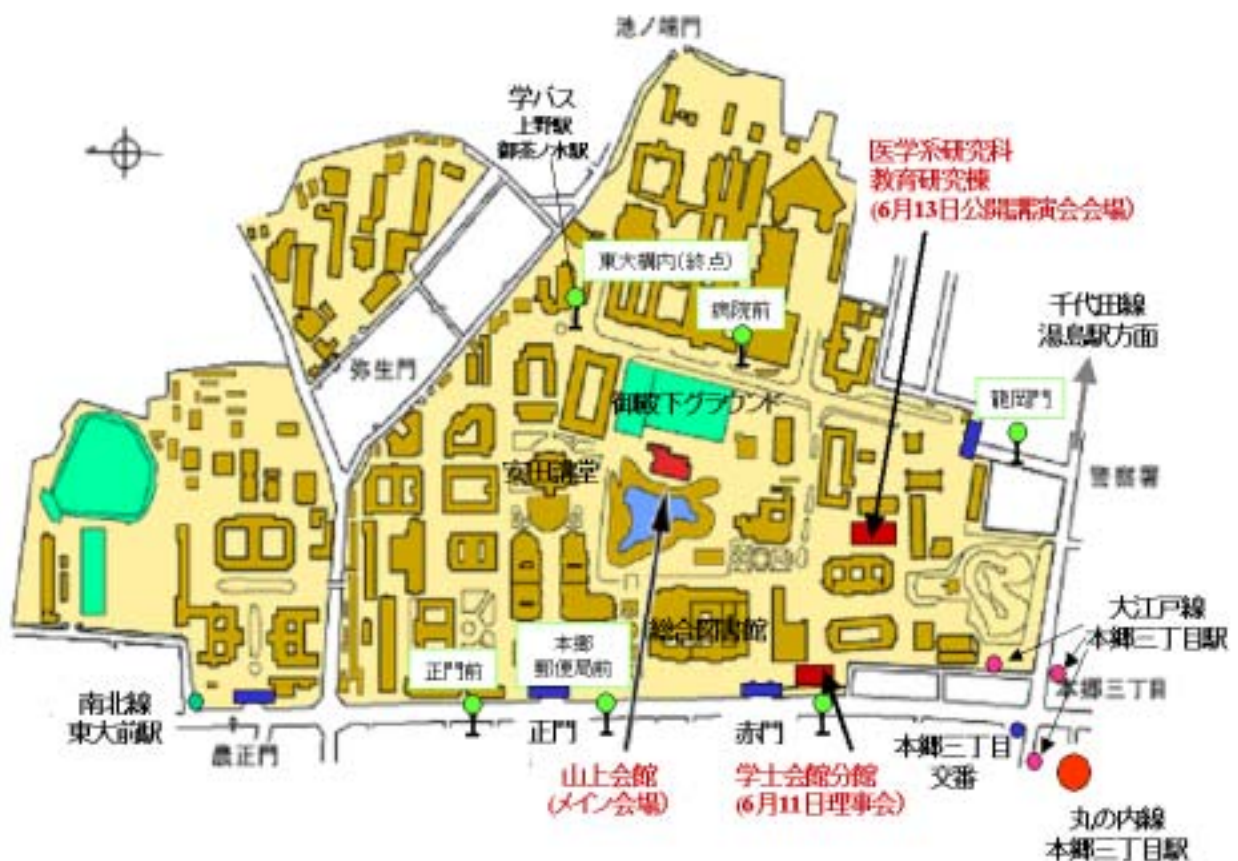 池ノ端門
学バス
上野駅
御茶ノ水駅
医学系研究科
教育研究棟
(6月13日公開講演会会場)
東大構内(終点)
病院前
千代田線
湯島駅方面
弥生門
御殿下グラウンド
龍岡門
安田講堂
警察署
大江戸線
本郷三丁目駅
総合図書館
本郷
郵便局前
正門前
本郷三丁目
南北線
東大前駅
農正門
正門
赤門
本郷三丁目
交番
山上会館
(メイン会場)
学士会館分館
(6月11日理事会)
丸の内線
本郷三丁目駅